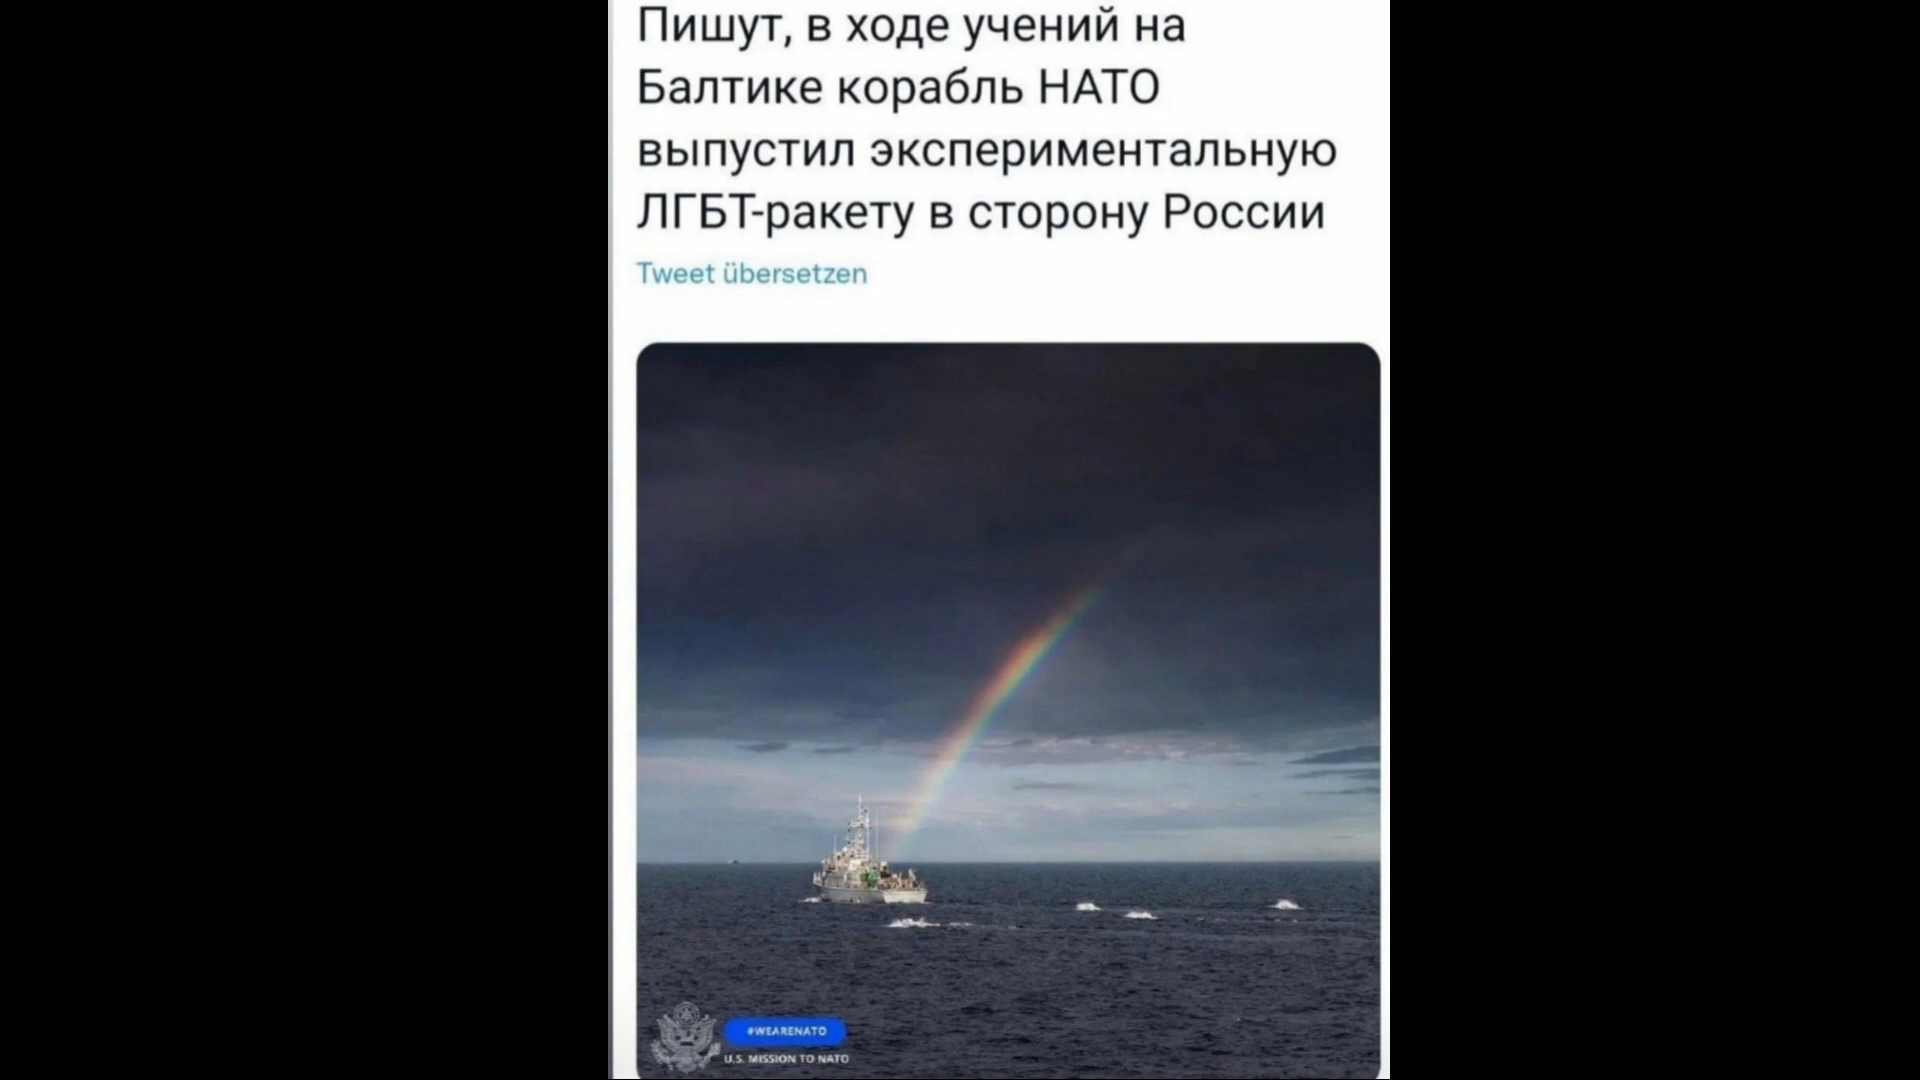 Пишут, в ходе учений на
Балтике корабль НАТО
выпустил экспериментальную
ЛГБТ-ракету в сторону России
Tweet übersetzen
#WEARENATO
U.S. MISSION TO NATO